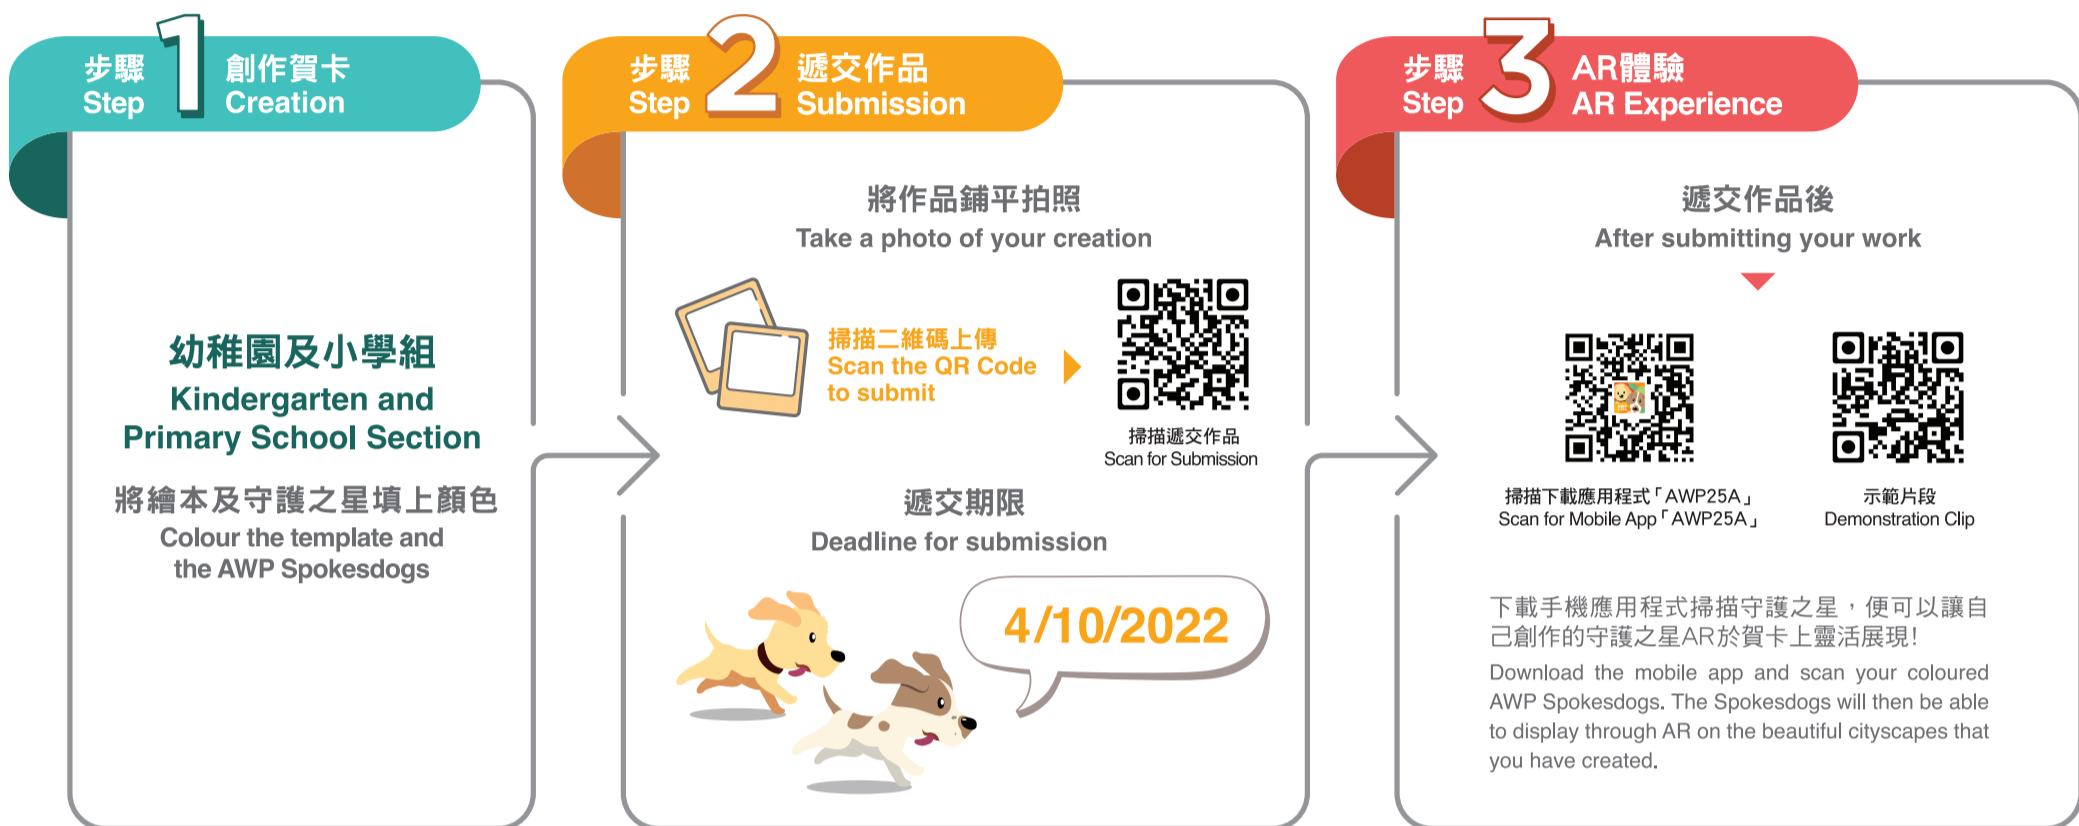 步驟
Step
1
創作賀卡
Creation
幼稚園及小學組
Kindergarten and
Primary School Section
將繪本及守護之星填上顏色
Colour the template and
the AWP Spokesdogs
步驟
Step
2
遞交作品
Submission
將作品鋪平拍照
Take a photo of your creation
掃描二維碼上傳
Scan the QR Code
to submit
掃描遞交作品
Scan for Submission
遞交期限
Deadline for submission
4/10/2022
步驟
Step
3
AR體驗
AR Experience
遞交作品後
After submitting your work
掃描下載應用程式「AWP25A」
Scan for Mobile App「AWP25A」
示範片段
Demonstration Clip
下載手機應用程式掃描守護之星，便可以讓自
己創作的守護之星AR於賀卡上靈活展現！
Download the mobile app and scan your coloured
AWP Spokesdogs. The Spokesdogs will then be able
to display through AR on the beautiful cityscapes that
you have created.